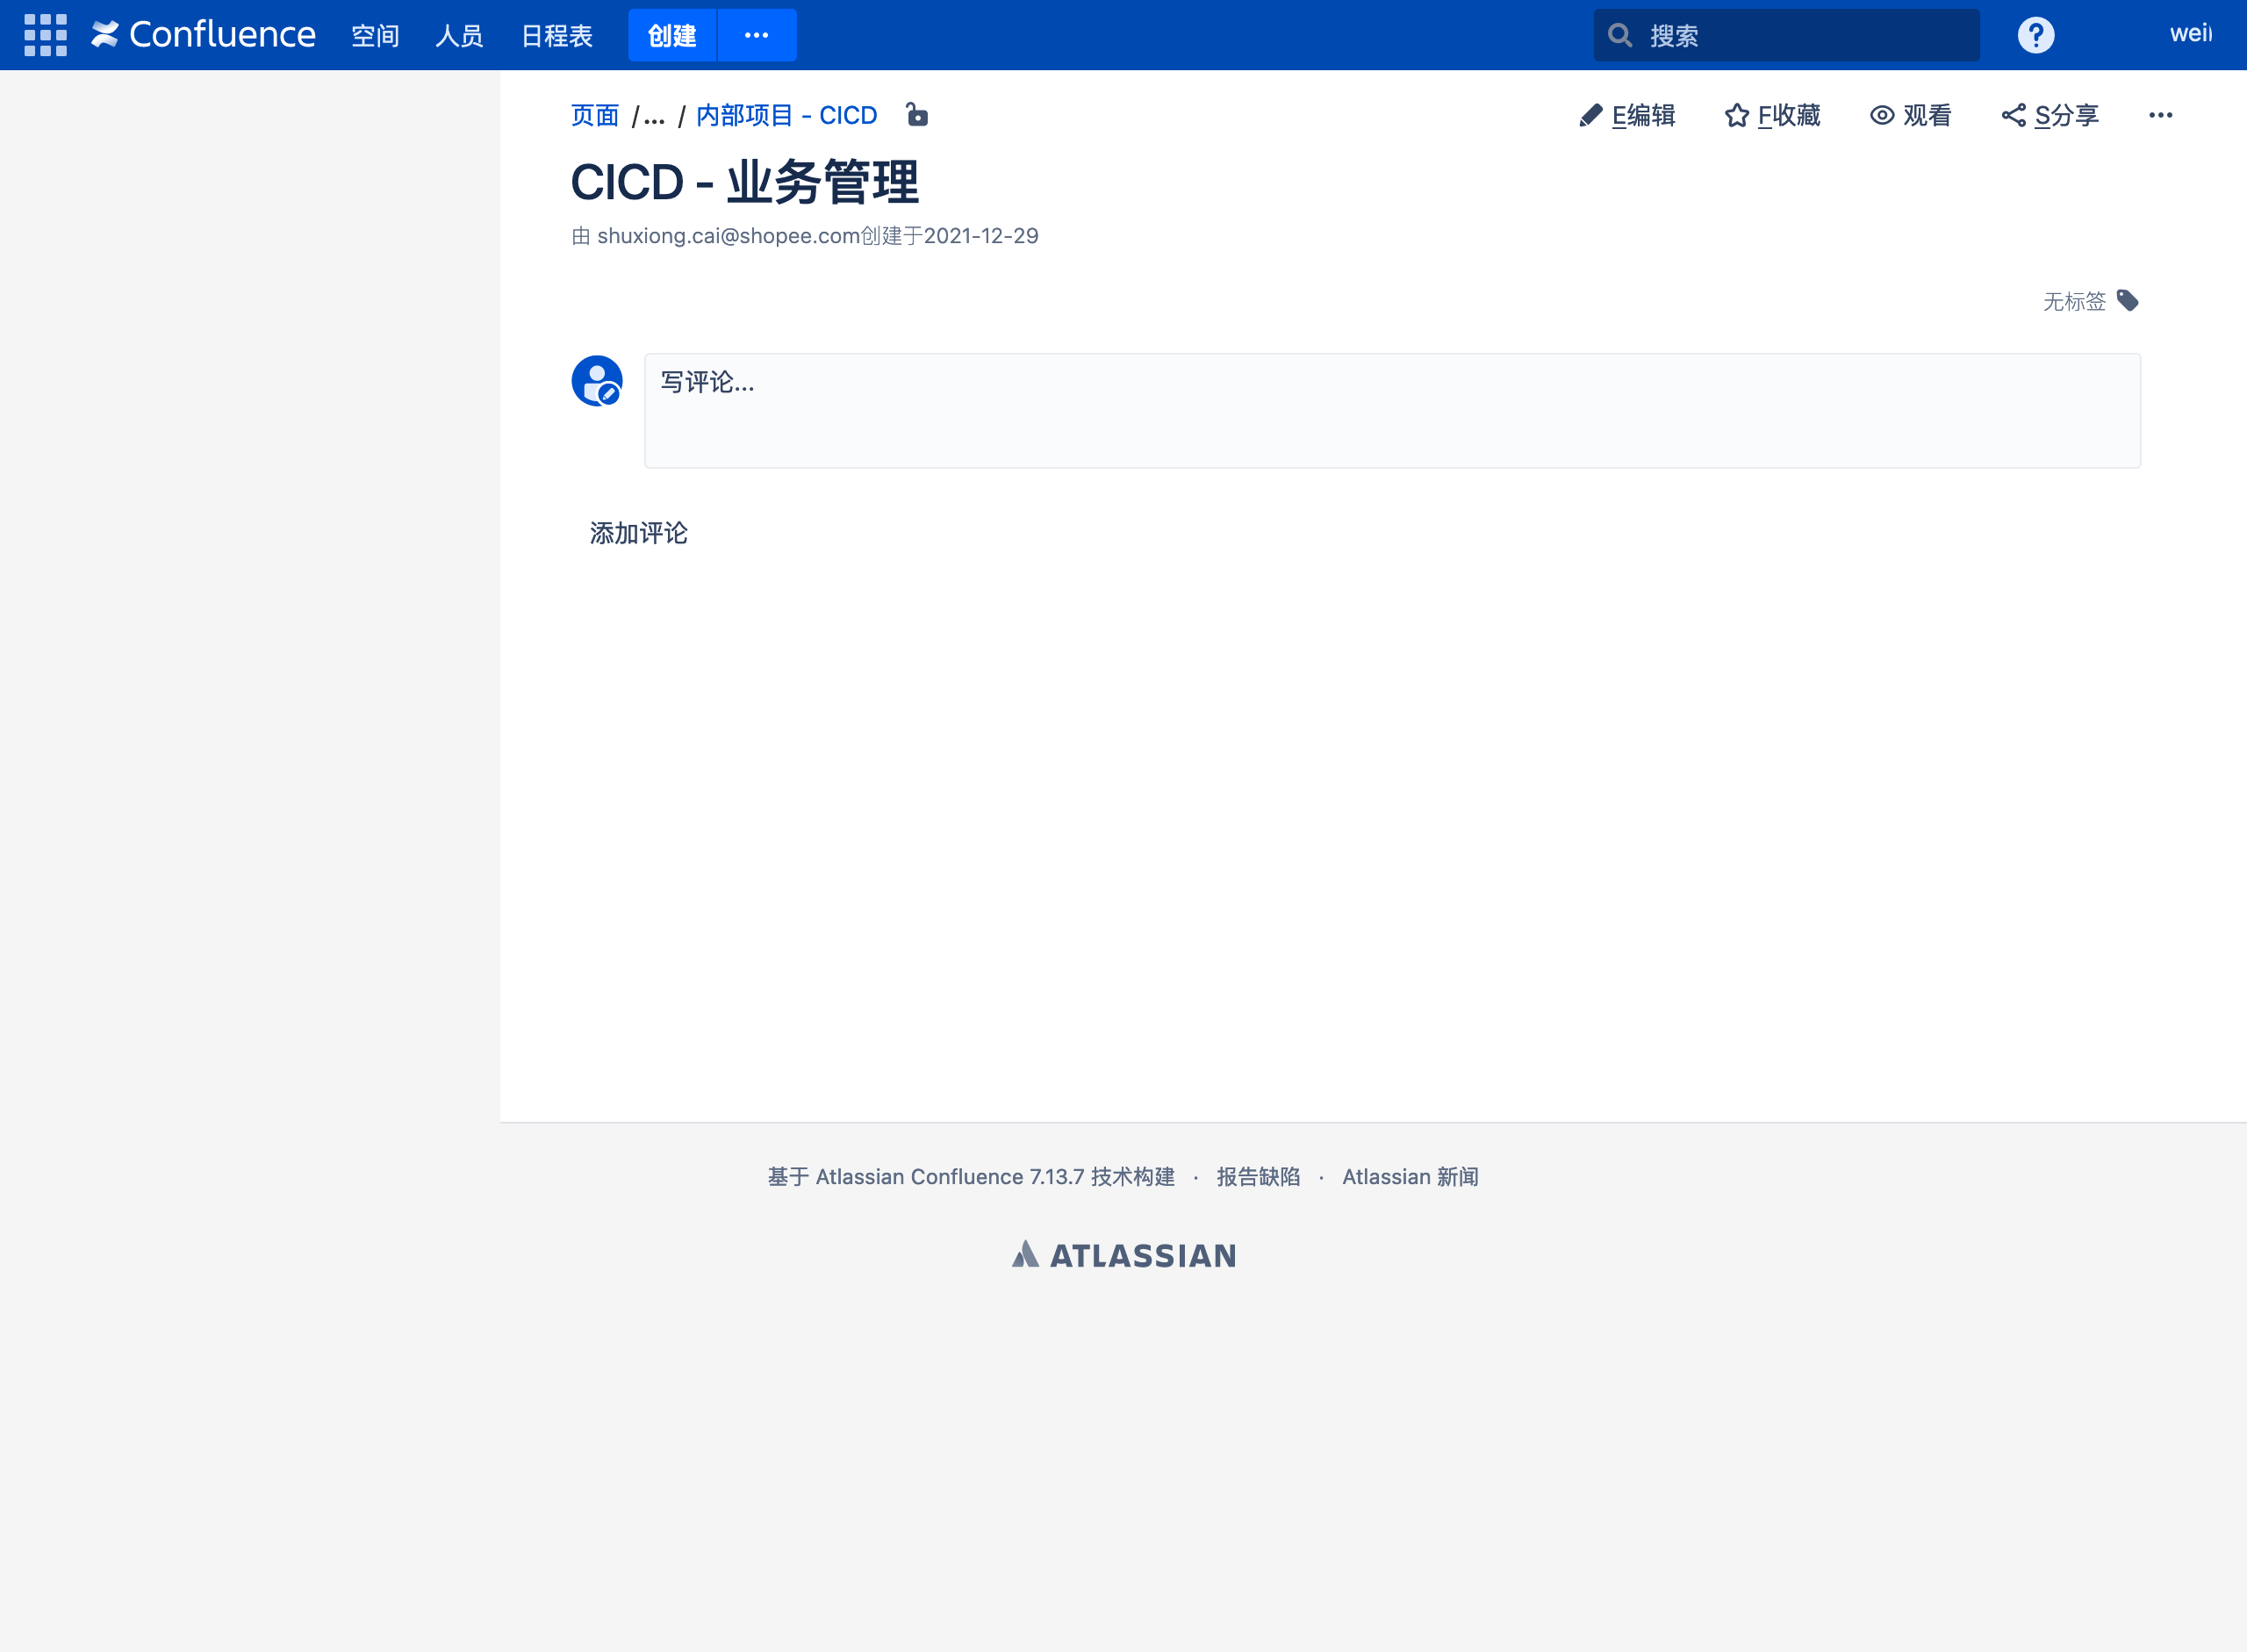 Confluence 空间 人员 日程表 创建 ··· 搜索 ?
页面 /... / 内部项目 - CICD E编辑 F收藏 观看 S分享 ···
CICD - 业务管理
由 shuxiong.cai@shopee.com创建于2021-12-29
无标签
写评论...
添加评论
基于 Atlassian Confluence 7.13.7 技术构建 · 报告缺陷 · Atlassian 新闻
ATLASSIAN